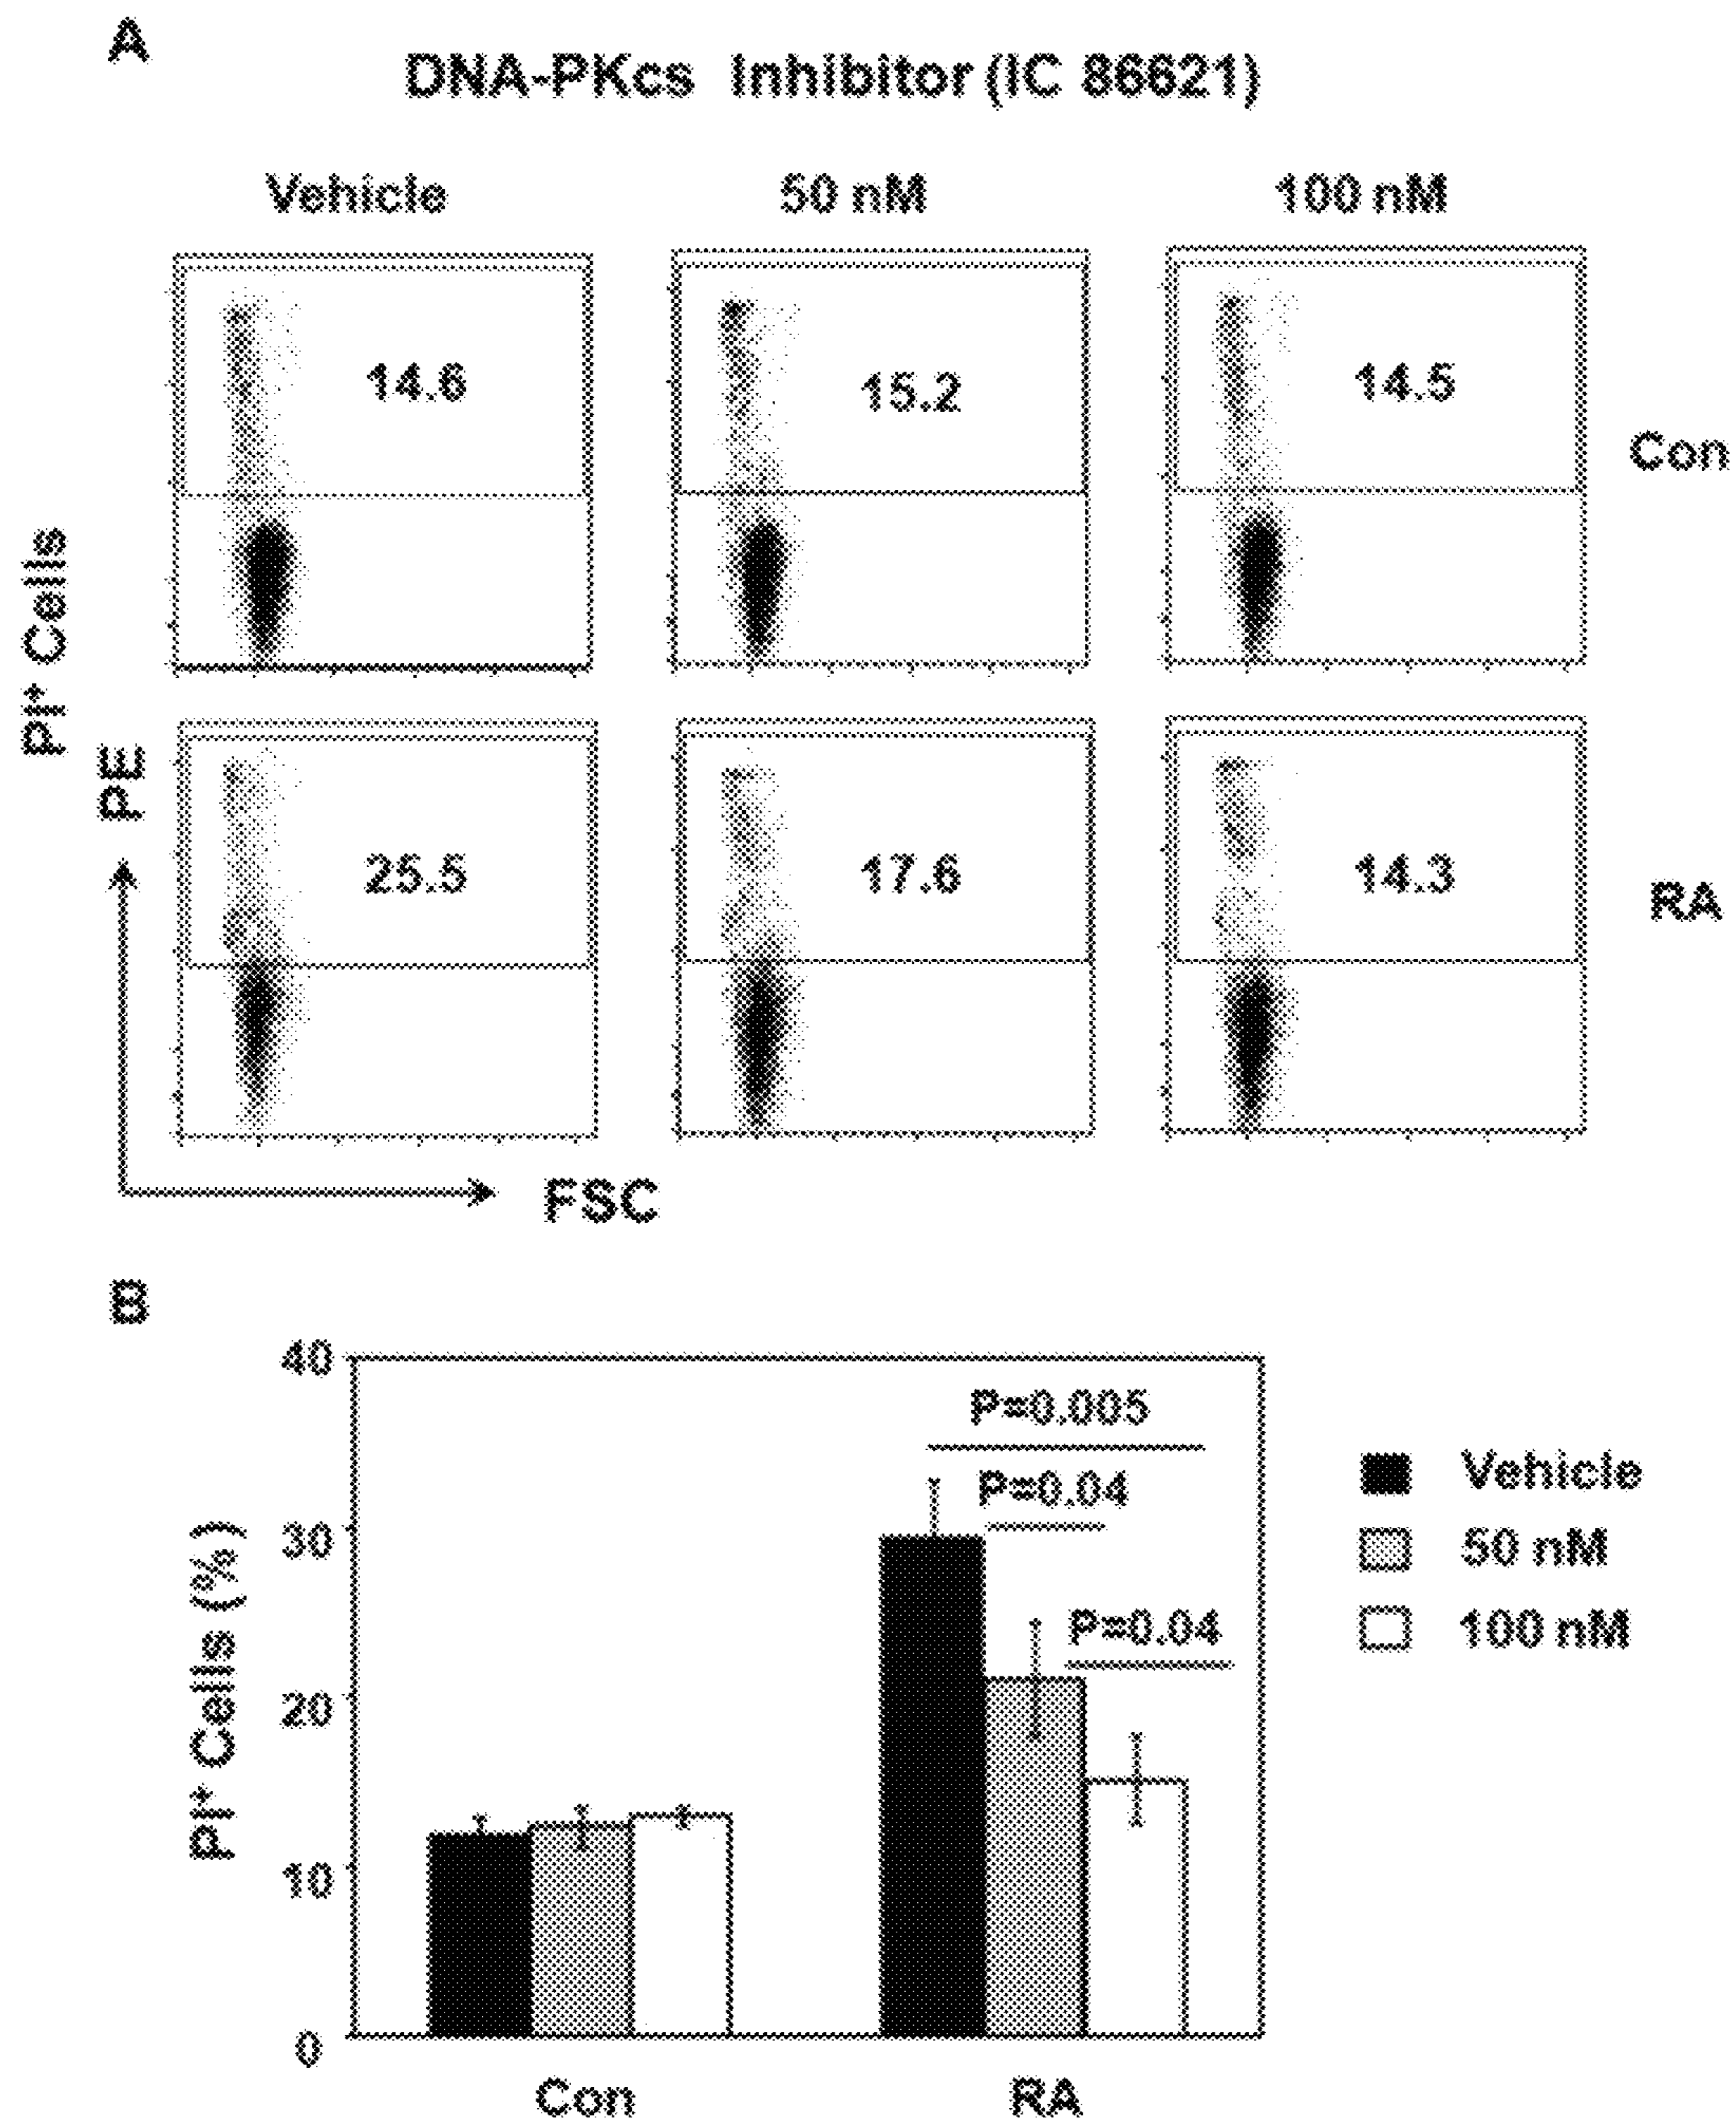 A
DNA-PKcs Inhibitor (IC 86621)
Vehicle 50 nM 100 nM
14.6 15.2 14.5
Con
PI+ Cells
PE
25.5 17.6 14.3
RA
FSC
B
40
30
20
10
0
PI+ Cells (%)
P=0.005
P=0.04
P=0.04
Vehicle
50 nM
100 nM
Con RA